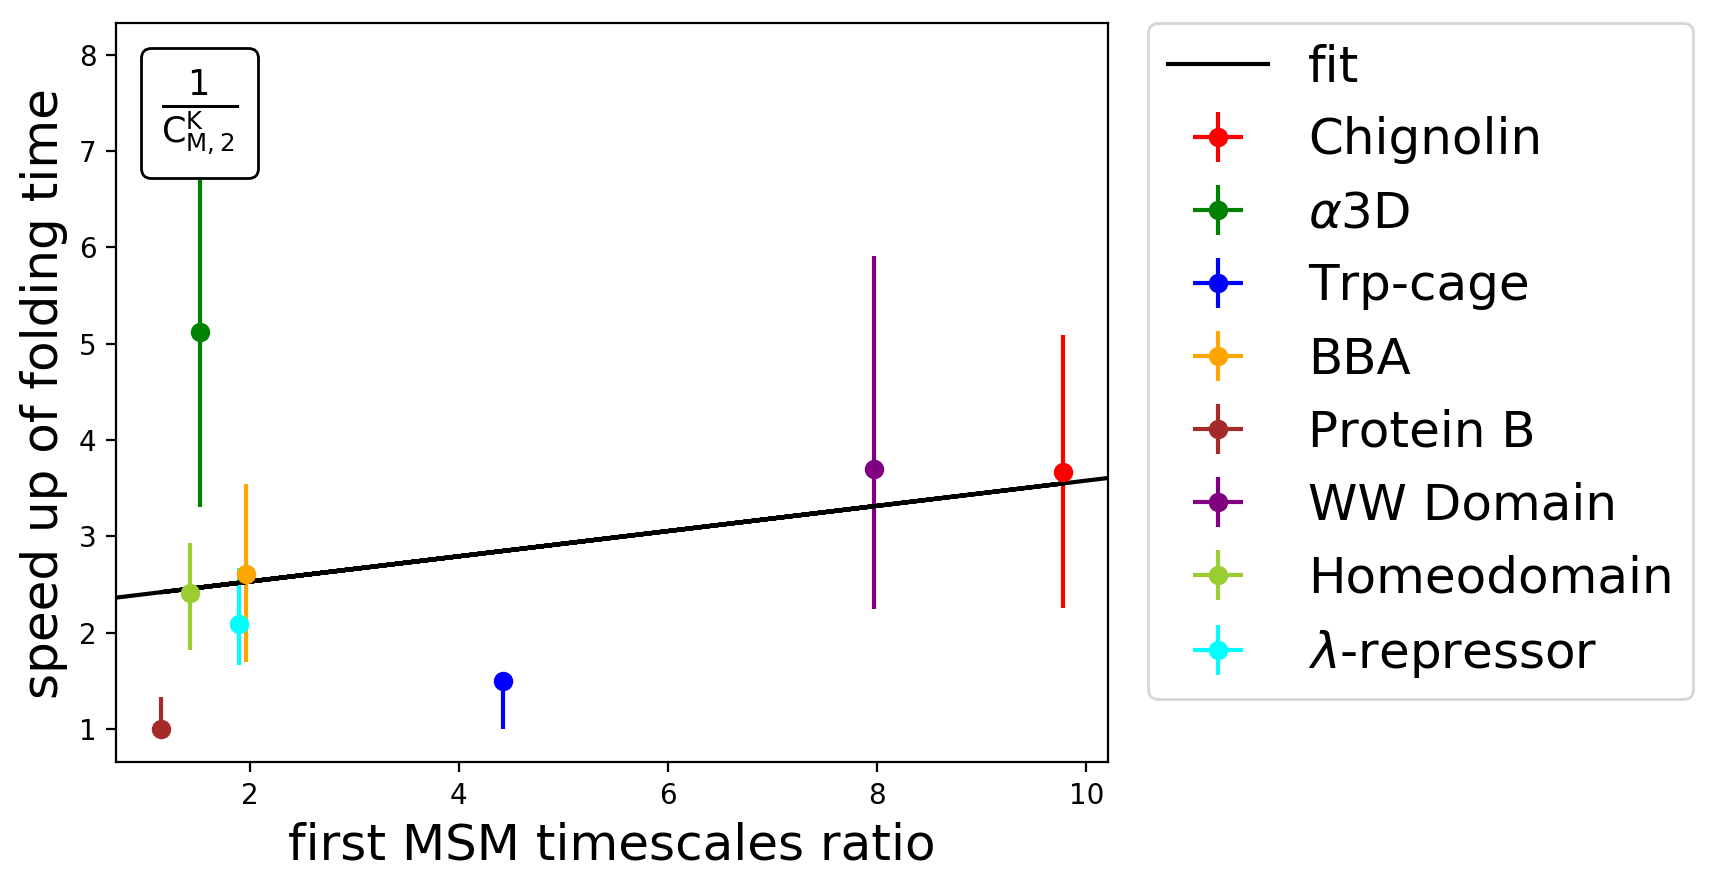 speed up of folding time
8
7
6
5
4
3
2
1
1
C^K_M, 2
2
4
6
8
10
first MSM timescales ratio
fit
Chignolin
α3D
Trp-cage
BBA
Protein B
WW Domain
Homeodomain
λ-repressor